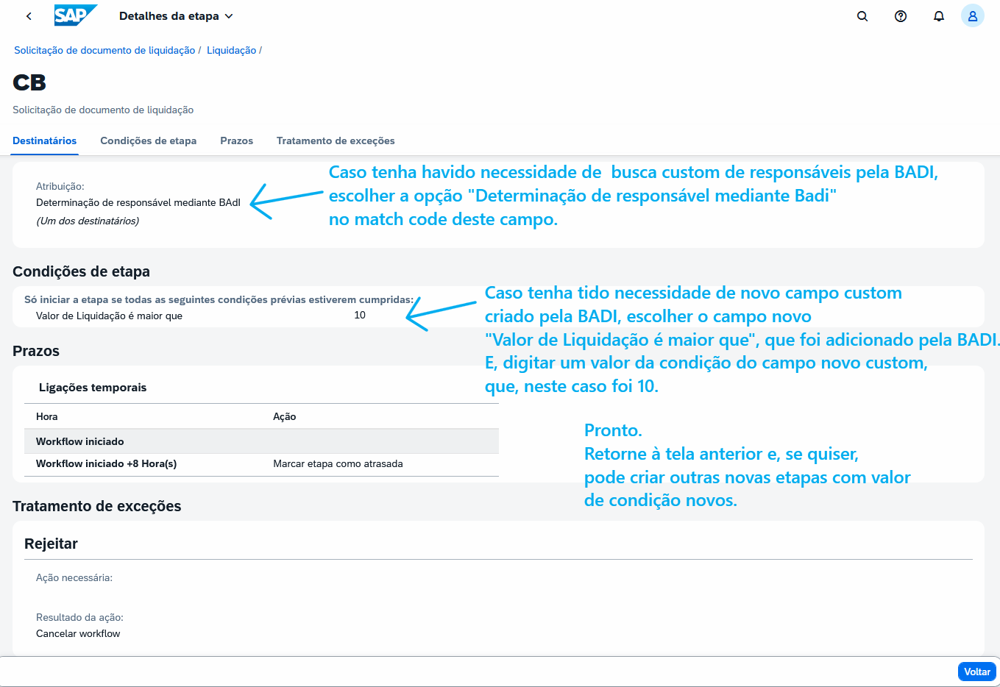 SAP
Detalhes da etapa
Solicitação de documento de liquidação / Liquidação /
CB
Solicitação de documento de liquidação
Destinatários Condições de etapa Prazos Tratamento de exceções
Atribuição:
Determinação de responsável mediante BAdI
(Um dos destinatários)
Caso tenha havido necessidade de busca custom de responsáveis pela BADI,
escolher a opção "Determinação de responsável mediante Badi"
no match code deste campo.
Condições de etapa
Só iniciar a etapa se todas as seguintes condições prévias estiverem cumpridas:
Valor de Liquidação é maior que 10
Caso tenha tido necessidade de novo campo custom
criado pela BADI, escolher o campo novo
"Valor de Liquidação é maior que", que foi adicionado pela BADI.
E, digitar um valor da condição do campo novo custom,
que, neste caso foi 10.
Prazos
Ligações temporais
Hora Ação
Workflow iniciado
Workflow iniciado +8 Hora(s) Marcar etapa como atrasada
Pronto.
Retorne à tela anterior e, se quiser,
pode criar outras novas etapas com valor
de condição novos.
Tratamento de exceções
Rejeitar
Ação necessária:
Resultado da ação:
Cancelar workflow
Voltar